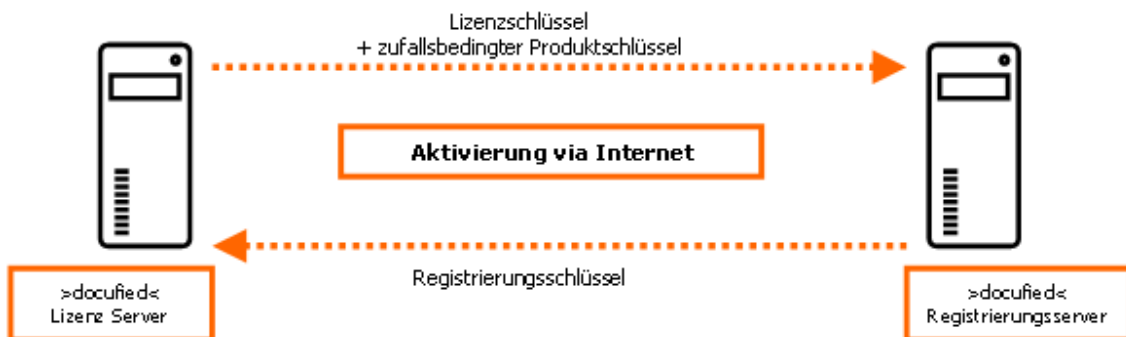 Lizenzschlüssel
+ zufallsbedingter Produktschlüssel
Aktivierung via Internet
Registrierungsschlüssel
>docufied<
Lizenz Server
>docufied<
Registrierungsserver